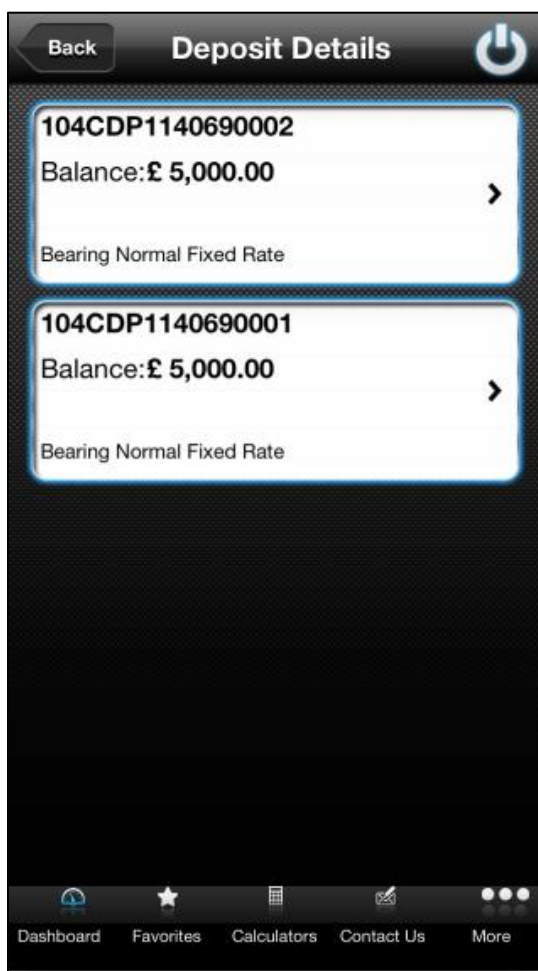 Back
Deposit Details
104CDP1140690002
Balance:£ 5,000.00
Bearing Normal Fixed Rate
104CDP1140690001
Balance:£ 5,000.00
Bearing Normal Fixed Rate
Dashboard
Favorites
Calculators
Contact Us
More